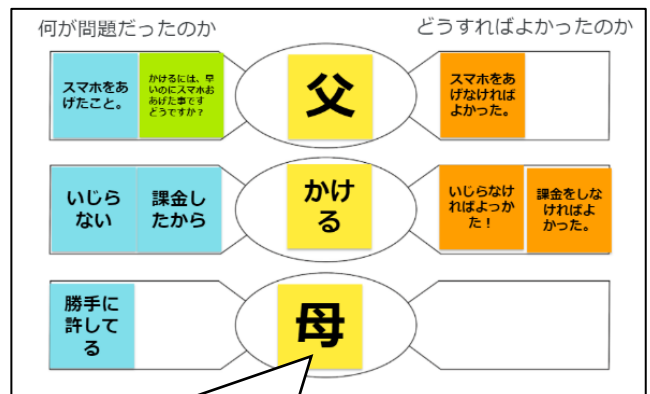 何が問題だったのか
どうすればよかったのか
スマホをあ
げたこと。
かけるには、早
いのにスマホお
あげた事です
どうですか？
父
スマホをあ
げなければ
よかった。
いじら
ない
課金し
たから
かけ
る
いじらなけ
ればよっか
た！
課金をしな
ければよ
かった。
勝手に
許して
る
母